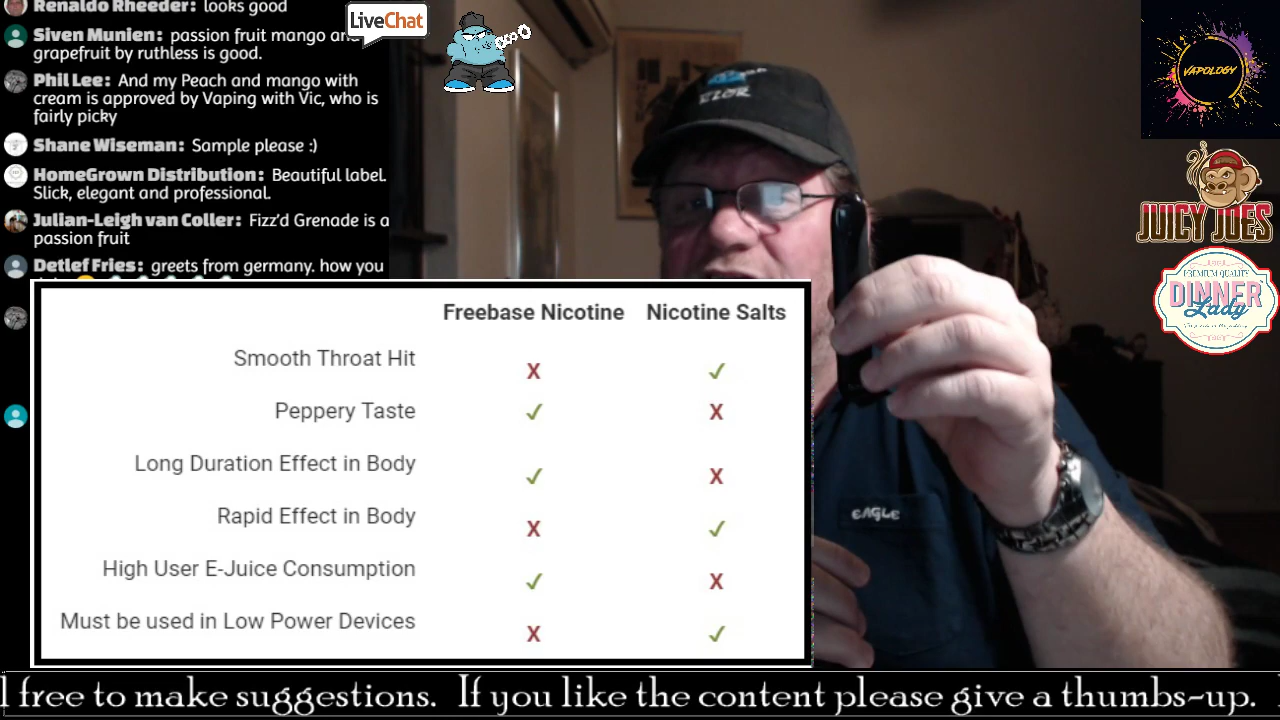 Renaldo Rheeder: looks good
Siven Munien: passion fruit mango and
grapefruit by ruthless is good.
Phil Lee: And my Peach and mango with
cream is approved by Vaping with Vic, who is
fairly picky
Shane Wiseman: Sample please :)
HomeGrown Distribution: Beautiful label.
Slick, elegant and professional.
Julian-Leigh van Coller: Fizz'd Grenade is a
passion fruit
Detlef Fries: greets from germany. how you
LiveChat
VAPOLOGY
JUICY JOES
PREMIUM QUALITY
DINNER
Lady
Freebase Nicotine Nicotine Salts
Smooth Throat Hit X ✓
Peppery Taste ✓ X
Long Duration Effect in Body ✓ X
Rapid Effect in Body X ✓
High User E-Juice Consumption ✓ X
Must be used in Low Power Devices X ✓
EAGLE
l free to make suggestions. If you like the content please give a thumbs-up.